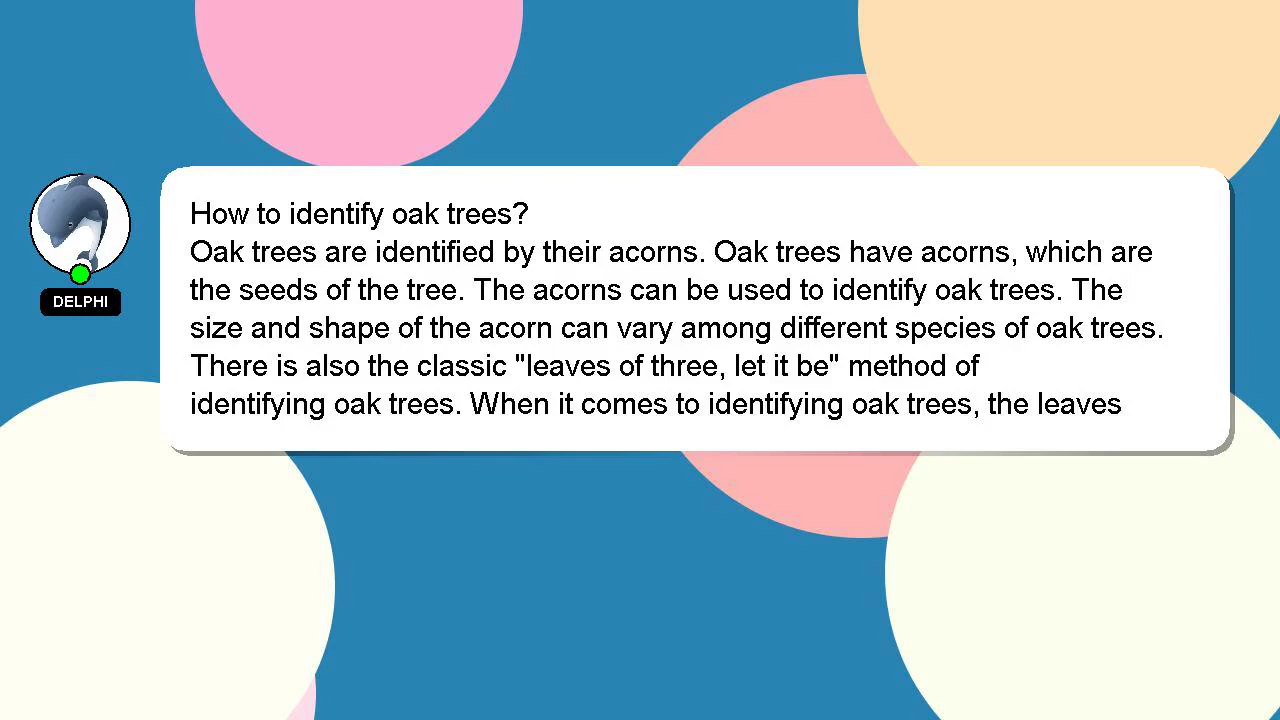 How to identify oak trees?
Oak trees are identified by their acorns. Oak trees have acorns, which are
the seeds of the tree. The acorns can be used to identify oak trees. The
size and shape of the acorn can vary among different species of oak trees.
There is also the classic "leaves of three, let it be" method of
identifying oak trees. When it comes to identifying oak trees, the leaves
DELPHI